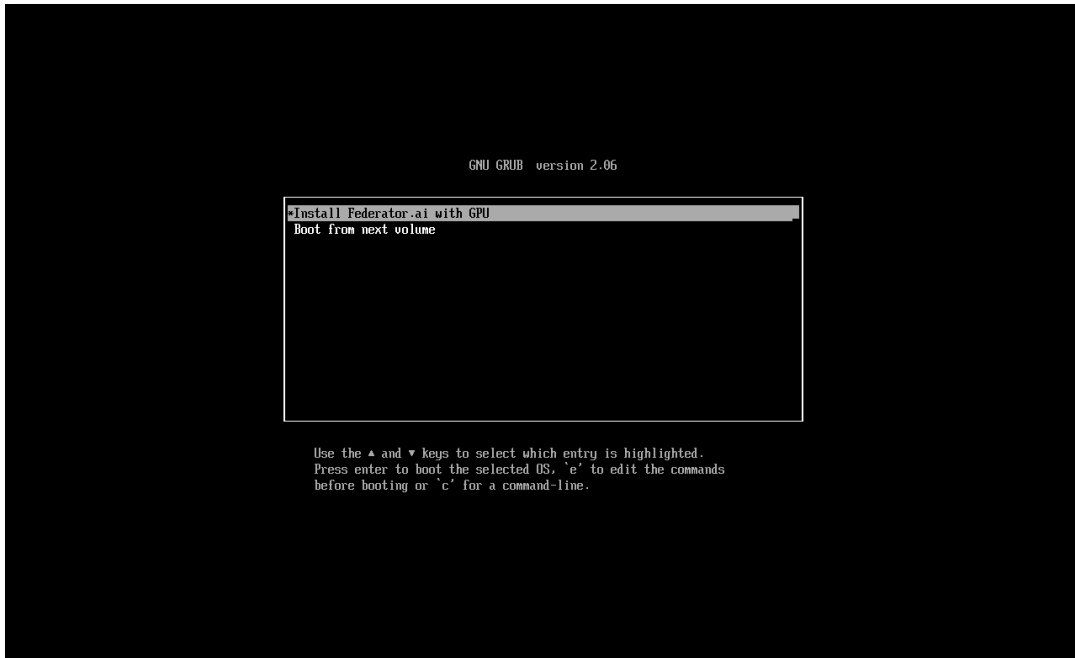 GNU GRUB  version 2.06
*Install Federator.ai with GPU
Boot from next volume
Use the ▲ and ▼ keys to select which entry is highlighted.
Press enter to boot the selected OS, `e' to edit the commands
before booting or `c' for a command-line.